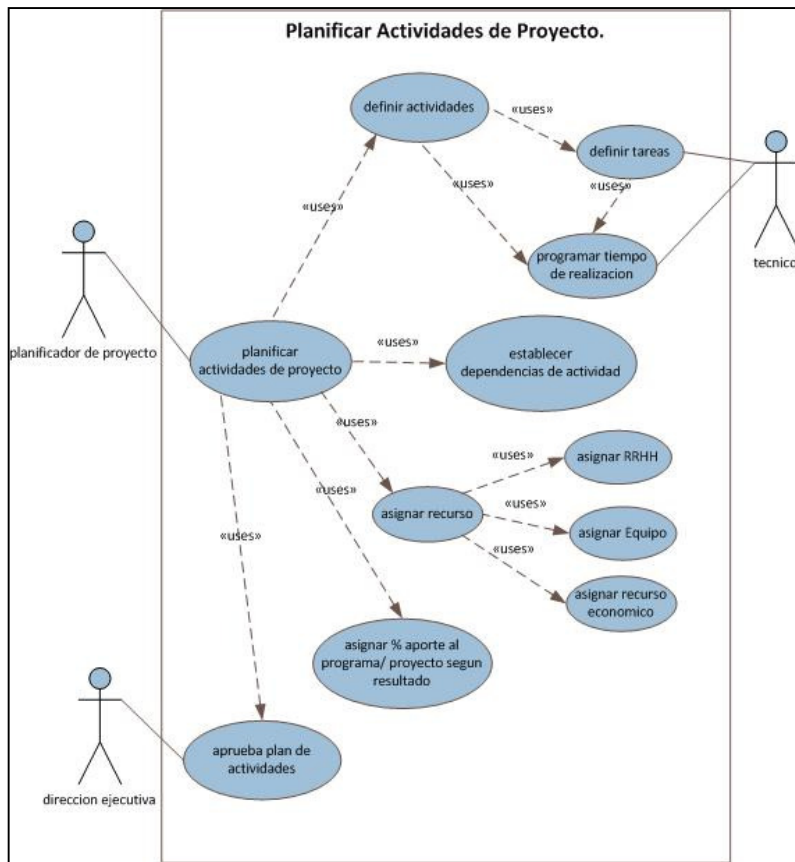 Planificar Actividades de Proyecto.
definir actividades
«uses»
definir tareas
«uses»
«uses»
«uses»
programar tiempo
de realizacion
tecnico
planificador de proyecto
planificar
actividades de proyecto
«uses»
establecer
dependencias de actividad
«uses»
«uses»
asignar RRHH
«uses»
asignar recurso
«uses»
asignar Equipo
«uses»
«uses»
asignar recurso
economico
asignar % aporte al
programa/ proyecto segun
resultado
aprueba plan de
actividades
direccion ejecutiva